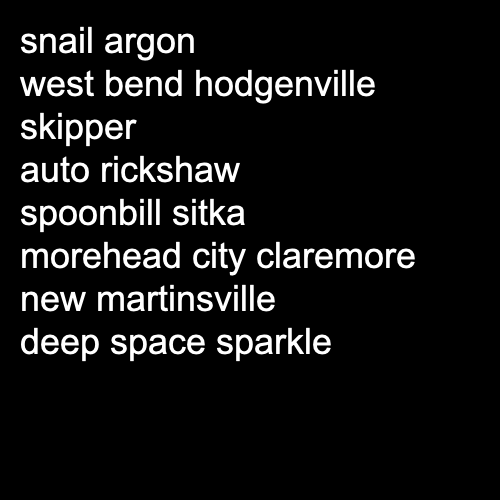 snail argon
west bend hodgenville
skipper
auto rickshaw
spoonbill sitka
morehead city claremore
new martinsville
deep space sparkle